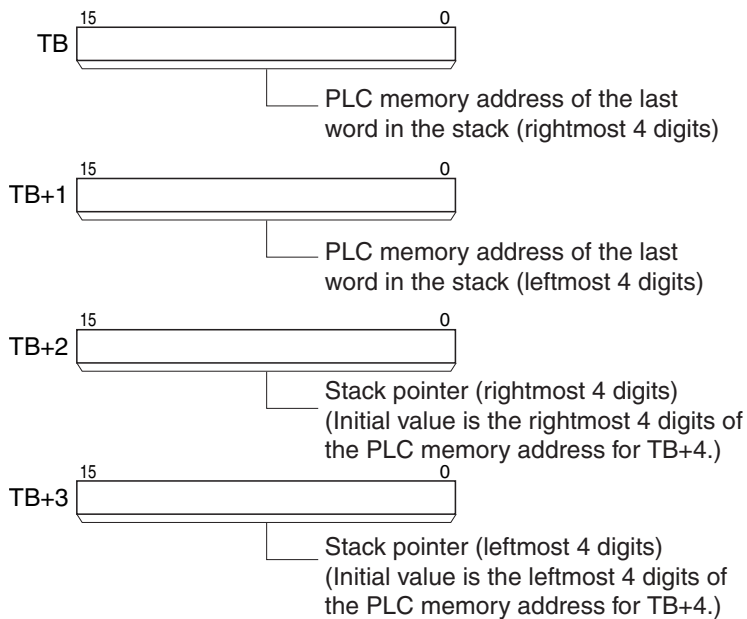 15 0
TB
PLC memory address of the last
word in the stack (rightmost 4 digits)
15 0
TB+1
PLC memory address of the last
word in the stack (leftmost 4 digits)
15 0
TB+2
Stack pointer (rightmost 4 digits)
(Initial value is the rightmost 4 digits of
the PLC memory address for TB+4.)
15 0
TB+3
Stack pointer (leftmost 4 digits)
(Initial value is the leftmost 4 digits of
the PLC memory address for TB+4.)